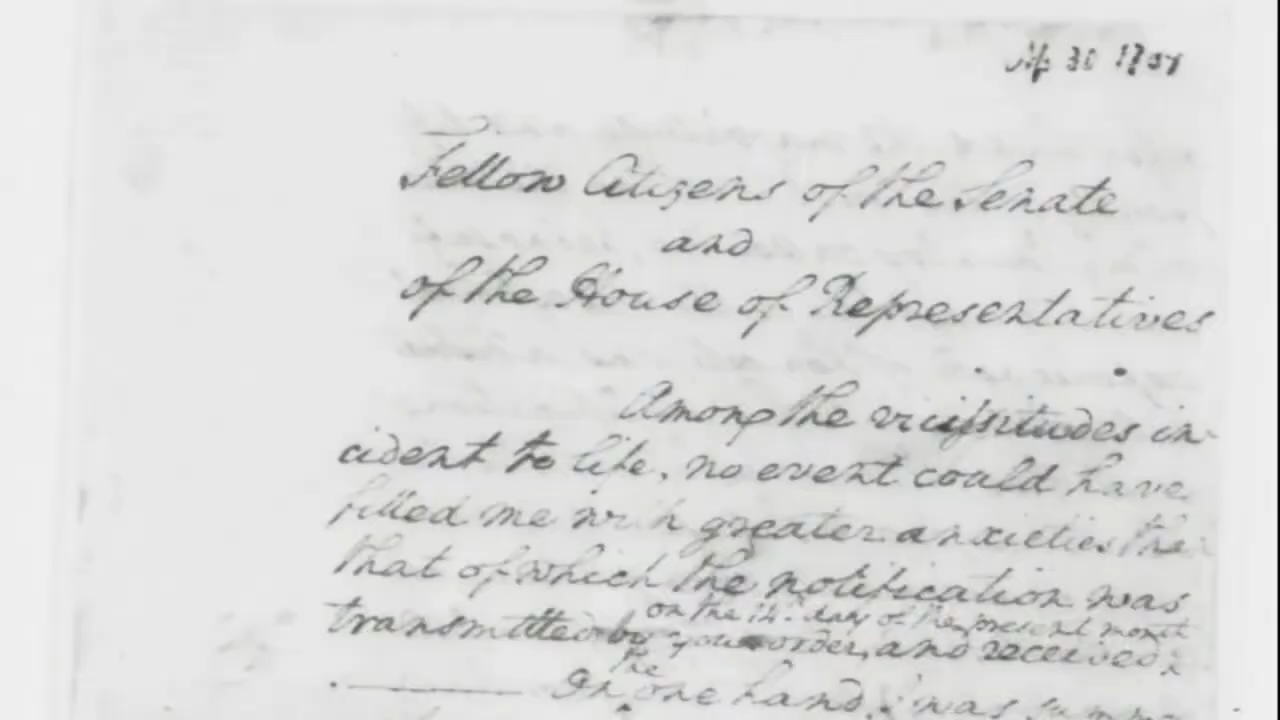 Ap 30
Fellow Citizens of the Senate
and
of the House of Representatives
Among the vicissitudes in-
cident to life, no event could have
filled me with greater anxieties than
that of which the notification was
on the 14th day of the present month
transmitted by your order, and received
the
On one hand, I was summo